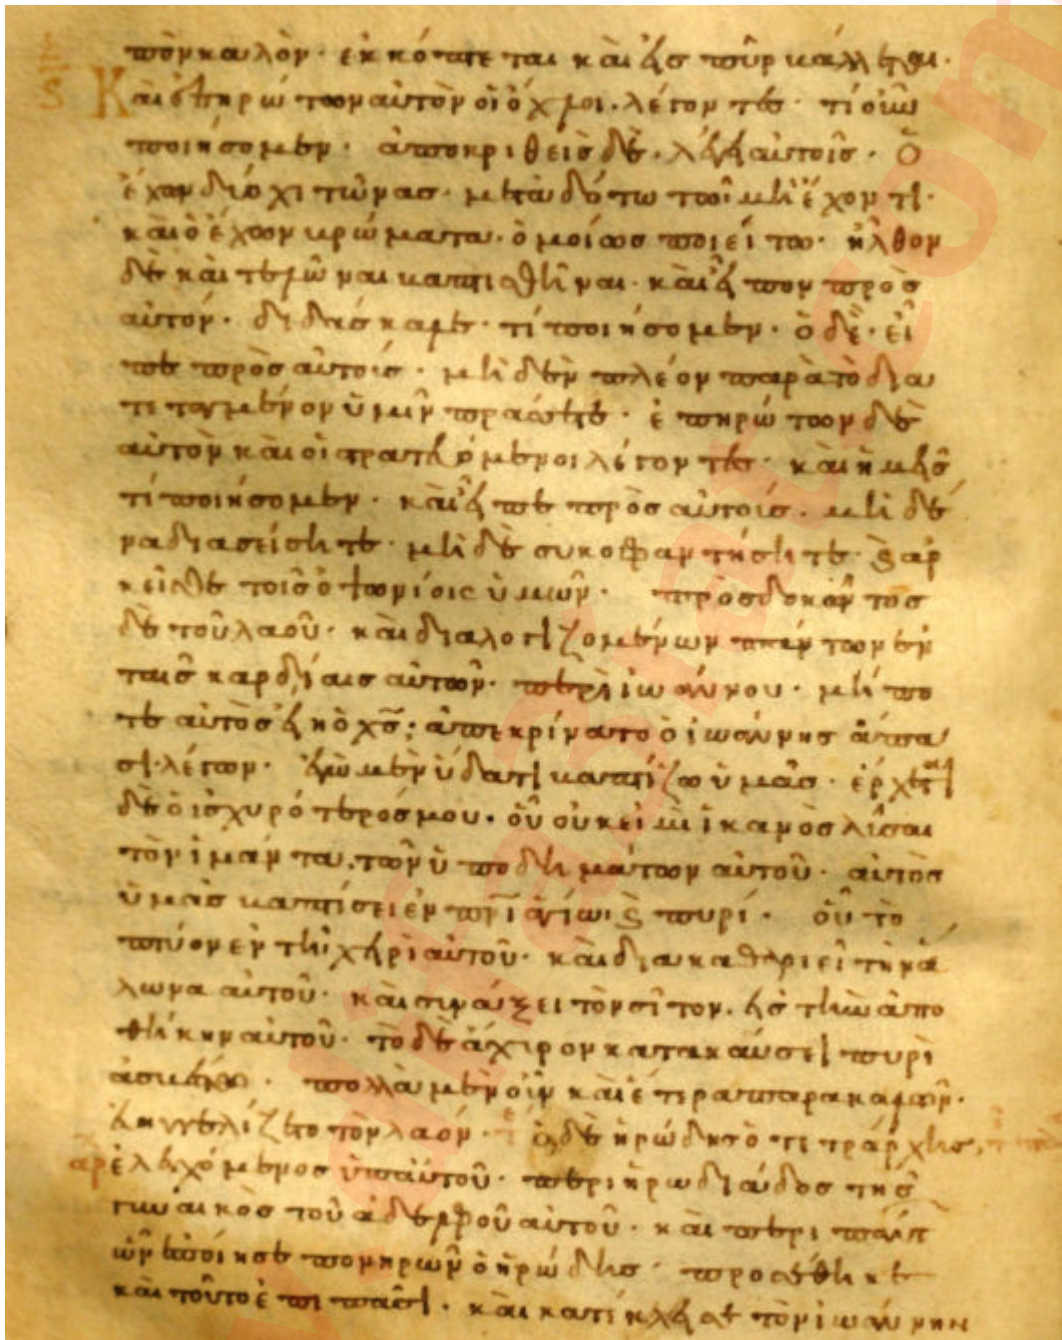 ποὸν καλὸν· ἐκκόπτεται καὶ εἰς πῦρ βάλλεται·
Καὶ ἐπηρώτων αὐτὸν οἱ ὄχλοι· λέγοντες· τί οὖν
ποιήσομεν· ἀποκριθεὶς δὲ· λέγει αὐτοῖς· Ὁ
ἔχων δύο χιτῶνας· μεταδότω τῶ μὴ ἔχοντι·
καὶ ὁ ἔχων βρώματα· ὁμοίως ποιείτω· ἦλθον
δὲ καὶ τελῶναι βαπτισθῆναι· καὶ εἶπον πρὸς
αὐτόν· διδάσκαλε· τί ποιήσομεν· ὁ δὲ· εἶ
πε πρὸς αὐτούς· μηδὲν πλέον παρὰ τὸ δια
τεταγμένον ὑμῖν πράσσετε· ἐπηρώτων δὲ
αὐτὸν καὶ οἱ στρατευόμενοι λέγοντες· καὶ ἡμεῖς
τί ποιήσομεν· καὶ εἶπε πρὸς αὐτούς· μηδέ
να διασείσητε· μηδὲ συκοφαντήσητε· ϗ ἀρ
κεῖσθε τοῖς ὀψωνίοις ὑμῶν· προσδοκῶντος
δὲ τοῦ λαοῦ· καὶ διαλογιζομένων πάντων ἐν
ταῖς καρδίαις αὐτῶν· περὶ ἰωάννου· μήπο
τε αὐτὸς εἴη ὁ χς· ἀπεκρίνατο ὁ ἰωάννης ἅπα
σι λέγων· ἐγὼ μὲν ὕδατι βαπτίζω ὑμᾶς· ἔρχεται
δὲ ὁ ἰσχυρότερός μου· οὗ οὐκ εἰμὶ ἱκανὸς λῦσαι
τὸν ἱμάντα τῶν ὑποδημάτων αὐτοῦ· αὐτὸς
ὑμᾶς βαπτίσει ἐν πνι ἁγίωι ϗ πυρί· οὗ τὸ
πτύον ἐν τῆι χειρὶ αὐτοῦ· καὶ διακαθαριεῖ τὴν ἅ
λωνα αὐτοῦ· καὶ συνάξει τὸν σῖτον· εἰς τὴν ἀπο
θήκην αὐτοῦ· τὸ δὲ ἄχυρον κατακαύσει πυρὶ
ἀσβέστω· πολλὰ μὲν οὖν καὶ ἕτερα παρακαλῶν·
εὐηγγελίζετο τὸν λαόν· ὁ δὲ ἡρώδης ὁ τετράρχης,
ἐλεγχόμενος ὑπ αὐτοῦ· περὶ ἡρωδιάδος τῆς
γυναικὸς τοῦ ἀδελφοῦ αὐτοῦ· καὶ περὶ πάντ
ὧν ἐποίησε πονηρῶν ὁ ἡρώδης· προσέθηκε
καὶ τοῦτο ἐπὶ πᾶσι· καὶ κατέκλεισε τὸν ἰωάννην